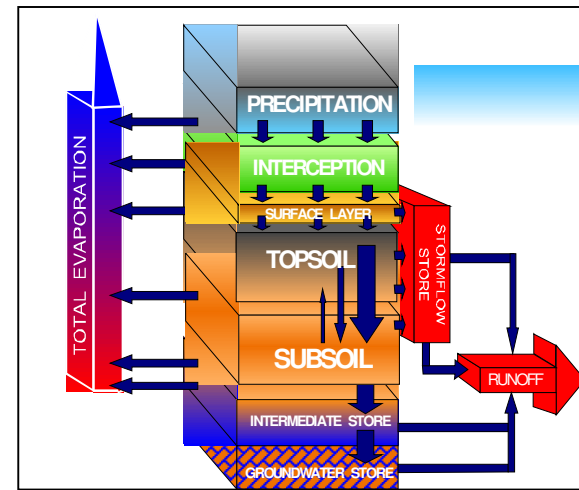 PRECIPITATION
INTERCEPTION
SURFACE LAYER
TOPSOIL
SUBSOIL
INTERMEDIATE STORE
GROUNDWATER STORE
TOTAL EVAPORATION
STORMFLOW
STORE
RUNOFF